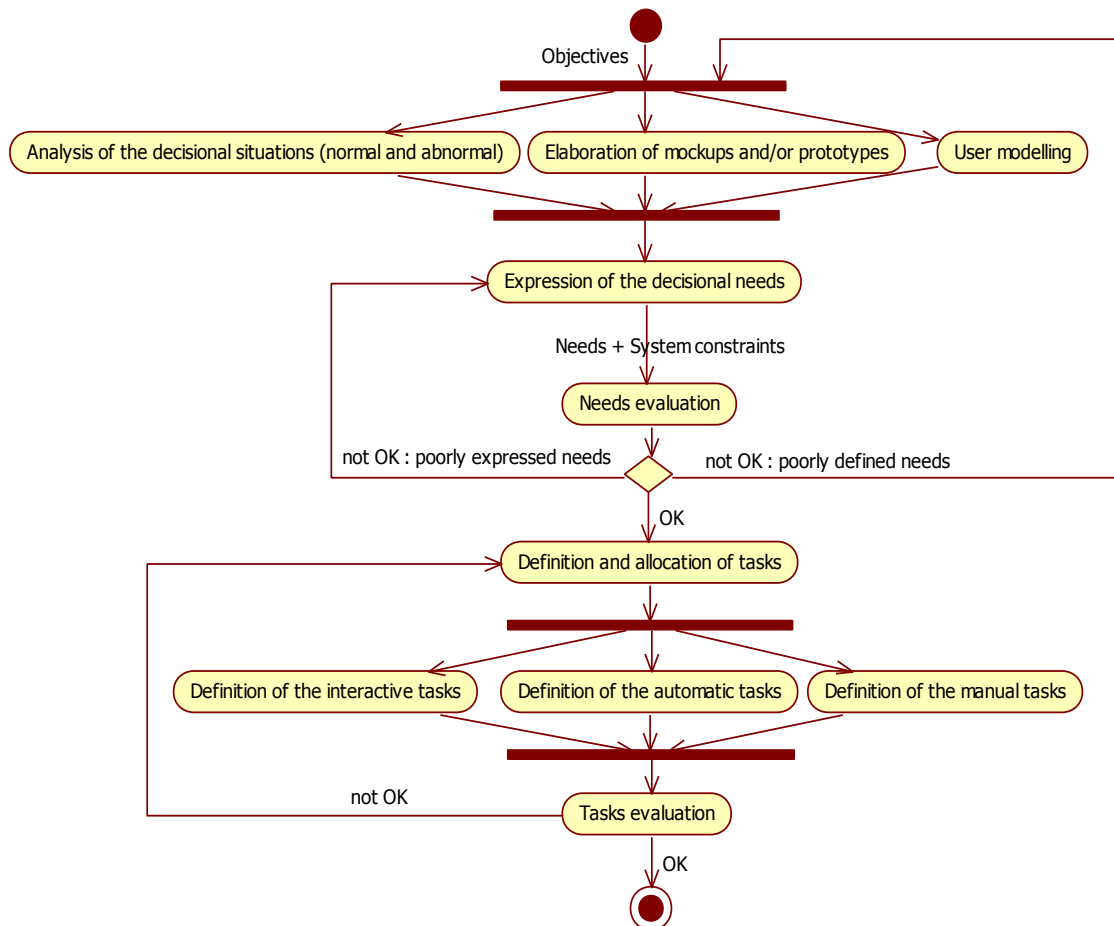 Objectives
Analysis of the decisional situations (normal and abnormal)
Elaboration of mockups and/or prototypes
User modelling
Expression of the decisional needs
Needs + System constraints
Needs evaluation
not OK : poorly expressed needs
not OK : poorly defined needs
OK
Definition and allocation of tasks
Definition of the interactive tasks
Definition of the automatic tasks
Definition of the manual tasks
not OK
Tasks evaluation
OK